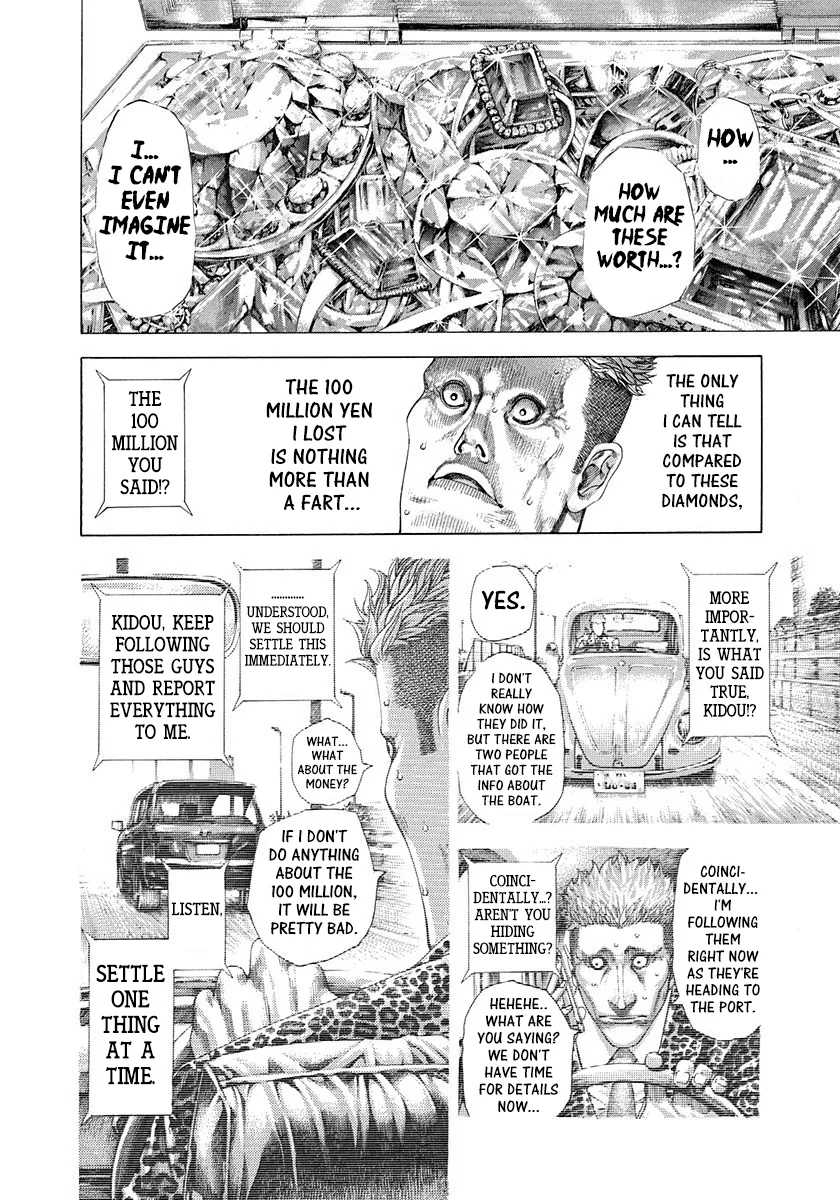 HOW
...
HOW
MUCH ARE
THESE
WORTH...?
I...
I CAN'T
EVEN
IMAGINE
IT...
THE ONLY
THING
I CAN TELL
IS THAT
COMPARED
TO THESE
DIAMONDS,
THE 100
MILLION YEN
I LOST
IS NOTHING
MORE THAN
A FART...
THE
100
MILLION
YOU
SAID!?
MORE
IMPOR-
TANTLY,
IS WHAT
YOU SAID
TRUE,
KIDOU!?
YES.
I DON'T
REALLY
KNOW HOW
THEY DID IT,
BUT THERE ARE
TWO PEOPLE
THAT GOT THE
INFO ABOUT
THE BOAT.
COINCI-
DENTALLY...
I'M
FOLLOWING
THEM
RIGHT NOW
AS THEY'RE
HEADING TO
THE PORT.
COINCI-
DENTALLY...?
AREN'T YOU
HIDING
SOMETHING?
HEHEHE..
WHAT ARE
YOU SAYING?
WE DON'T
HAVE TIME
FOR DETAILS
NOW...
.............
UNDERSTOOD,
WE SHOULD
SETTLE THIS
IMMEDIATELY.
KIDOU, KEEP
FOLLOWING
THOSE GUYS
AND REPORT
EVERYTHING
TO ME.
WHAT...
WHAT
ABOUT THE
MONEY?
IF I DON'T
DO ANYTHING
ABOUT THE
100 MILLION,
IT WILL BE
PRETTY BAD.
LISTEN,
SETTLE
ONE
THING
AT A
TIME.